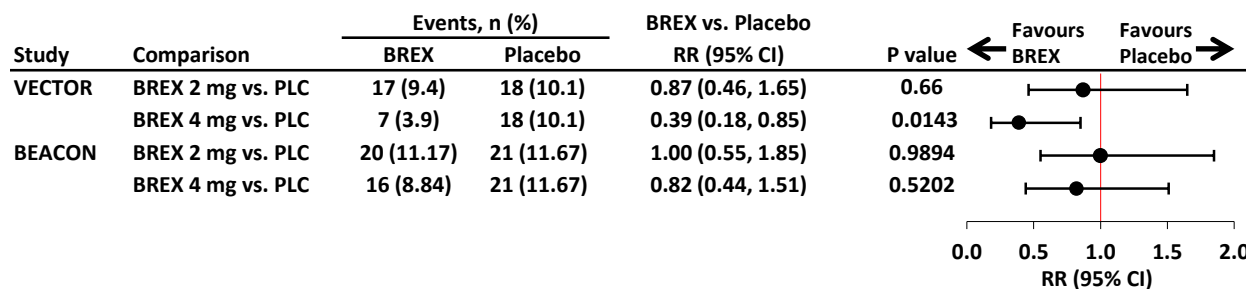 Events, n (%) BREX vs. Placebo Favours Favours
Study Comparison BREX Placebo RR (95% CI) P value BREX Placebo
VECTOR BREX 2 mg vs. PLC 17 (9.4) 18 (10.1) 0.87 (0.46, 1.65) 0.66
BREX 4 mg vs. PLC 7 (3.9) 18 (10.1) 0.39 (0.18, 0.85) 0.0143
BEACON BREX 2 mg vs. PLC 20 (11.17) 21 (11.67) 1.00 (0.55, 1.85) 0.9894
BREX 4 mg vs. PLC 16 (8.84) 21 (11.67) 0.82 (0.44, 1.51) 0.5202
0.0 0.5 1.0 1.5 2.0
RR (95% CI)